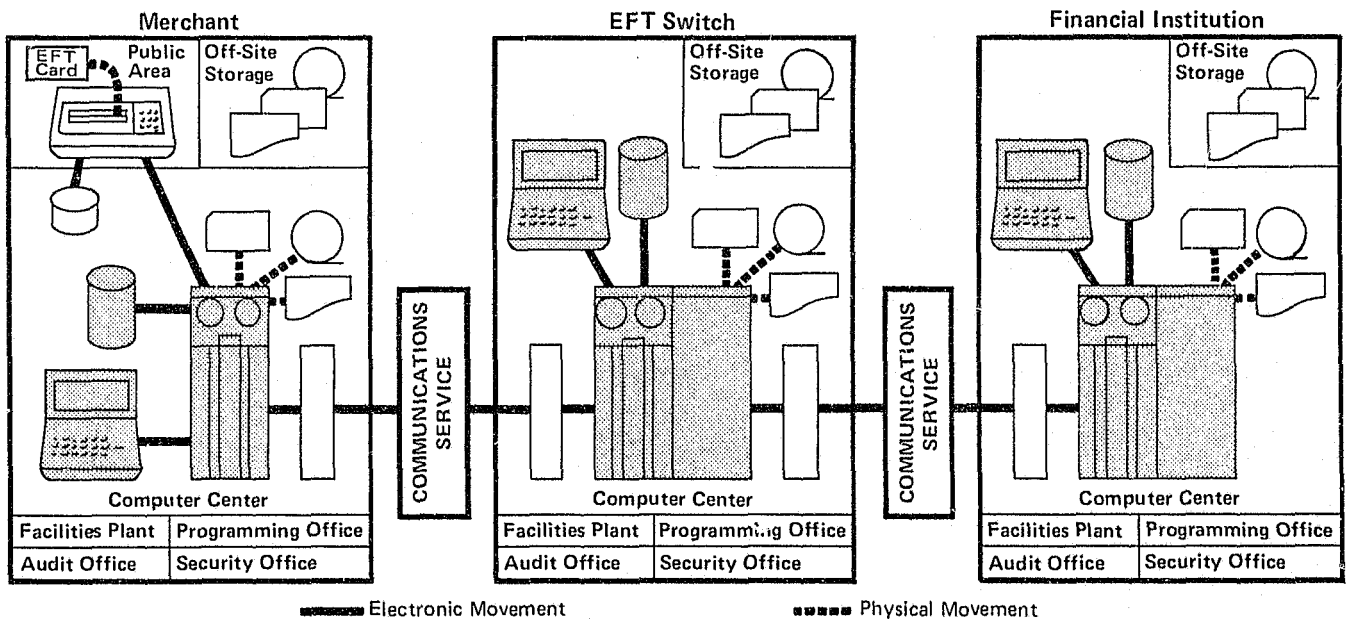 Merchant
EFT Switch
Financial Institution
EFT
Card
Public
Area
Off-Site
Storage
Off-Site
Storage
Off-Site
Storage
COMMUNICATIONS
SERVICE
COMMUNICATIONS
SERVICE
Computer Center
Computer Center
Computer Center
Facilities Plant
Programming Office
Audit Office
Security Office
Facilities Plant
Programming Office
Audit Office
Security Office
Facilities Plant
Programming Office
Audit Office
Security Office
Electronic Movement
Physical Movement